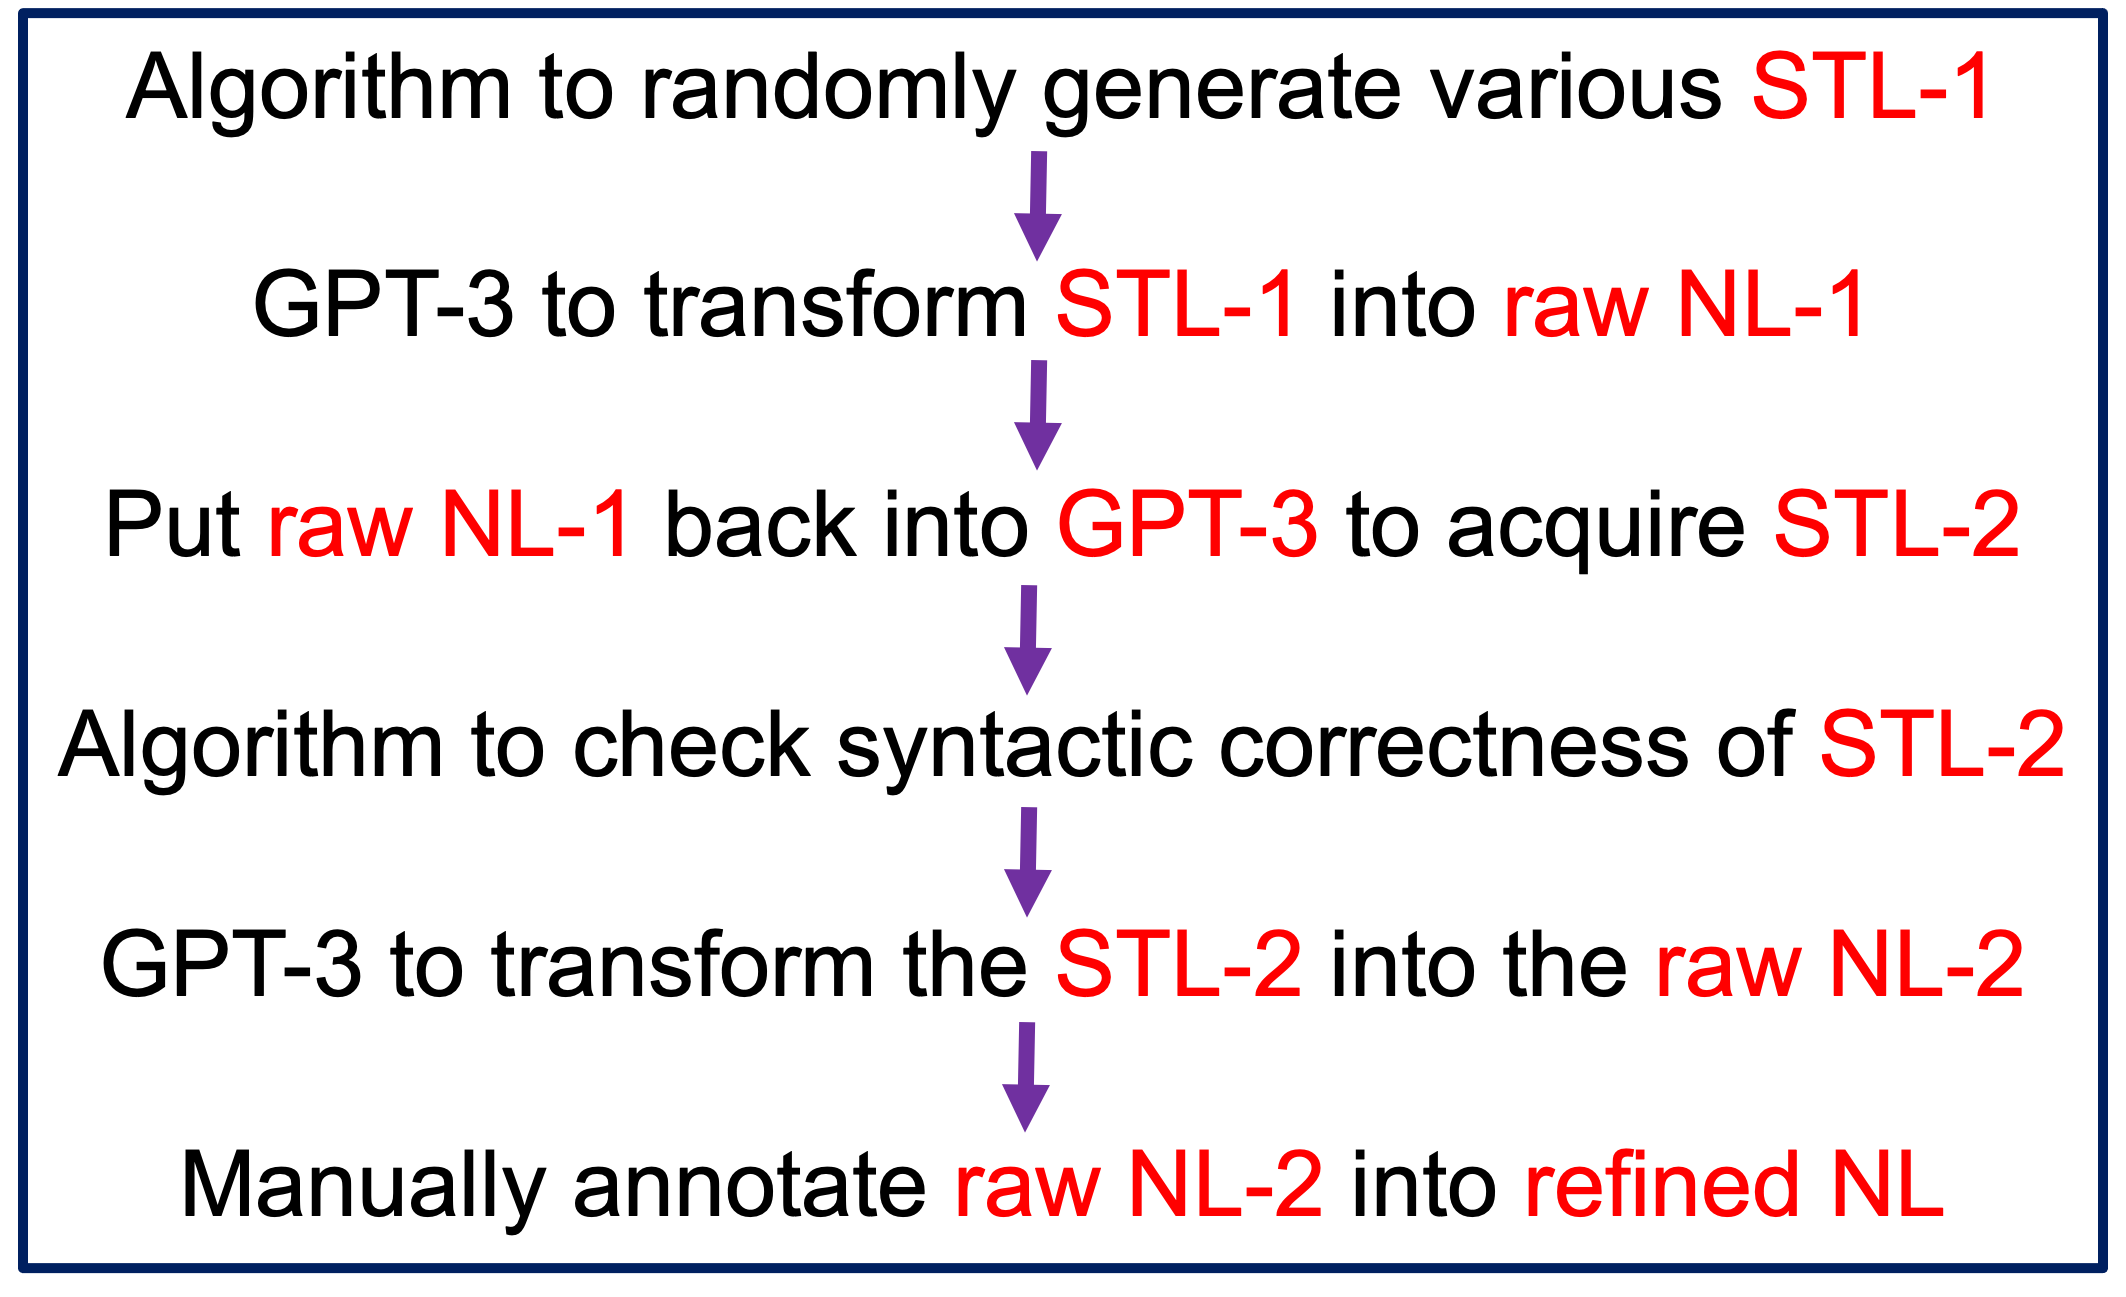 Algorithm to randomly generate various STL-1
GPT-3 to transform STL-1 into raw NL-1
Put raw NL-1 back into GPT-3 to acquire STL-2
Algorithm to check syntactic correctness of STL-2
GPT-3 to transform the STL-2 into the raw NL-2
Manually annotate raw NL-2 into refined NL